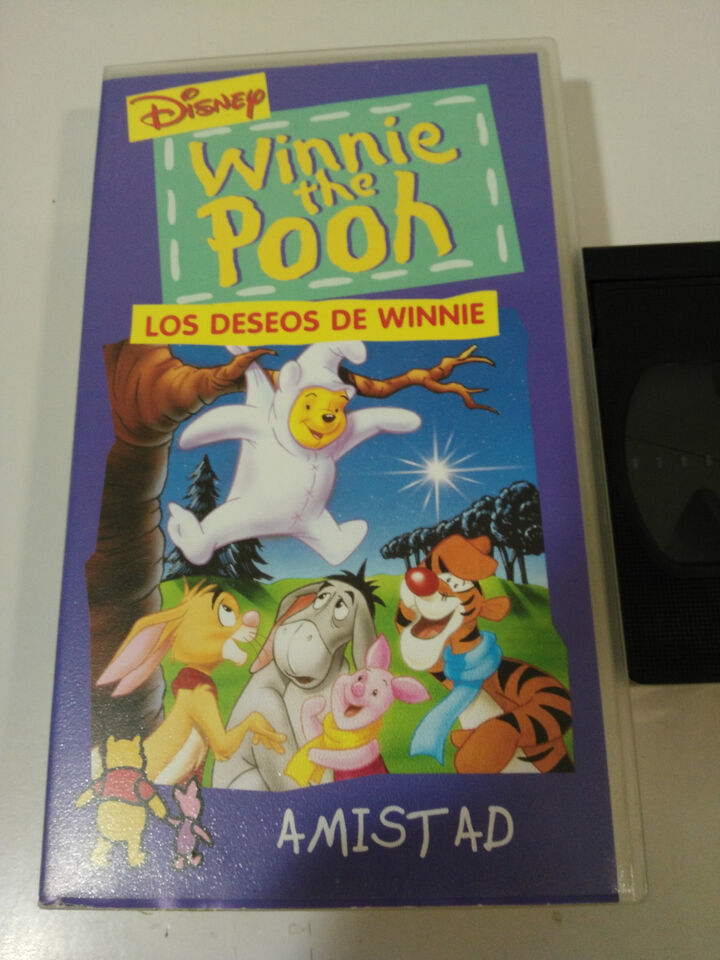 Disney
Winnie
the
Pooh
LOS DESEOS DE WINNIE
AMISTAD